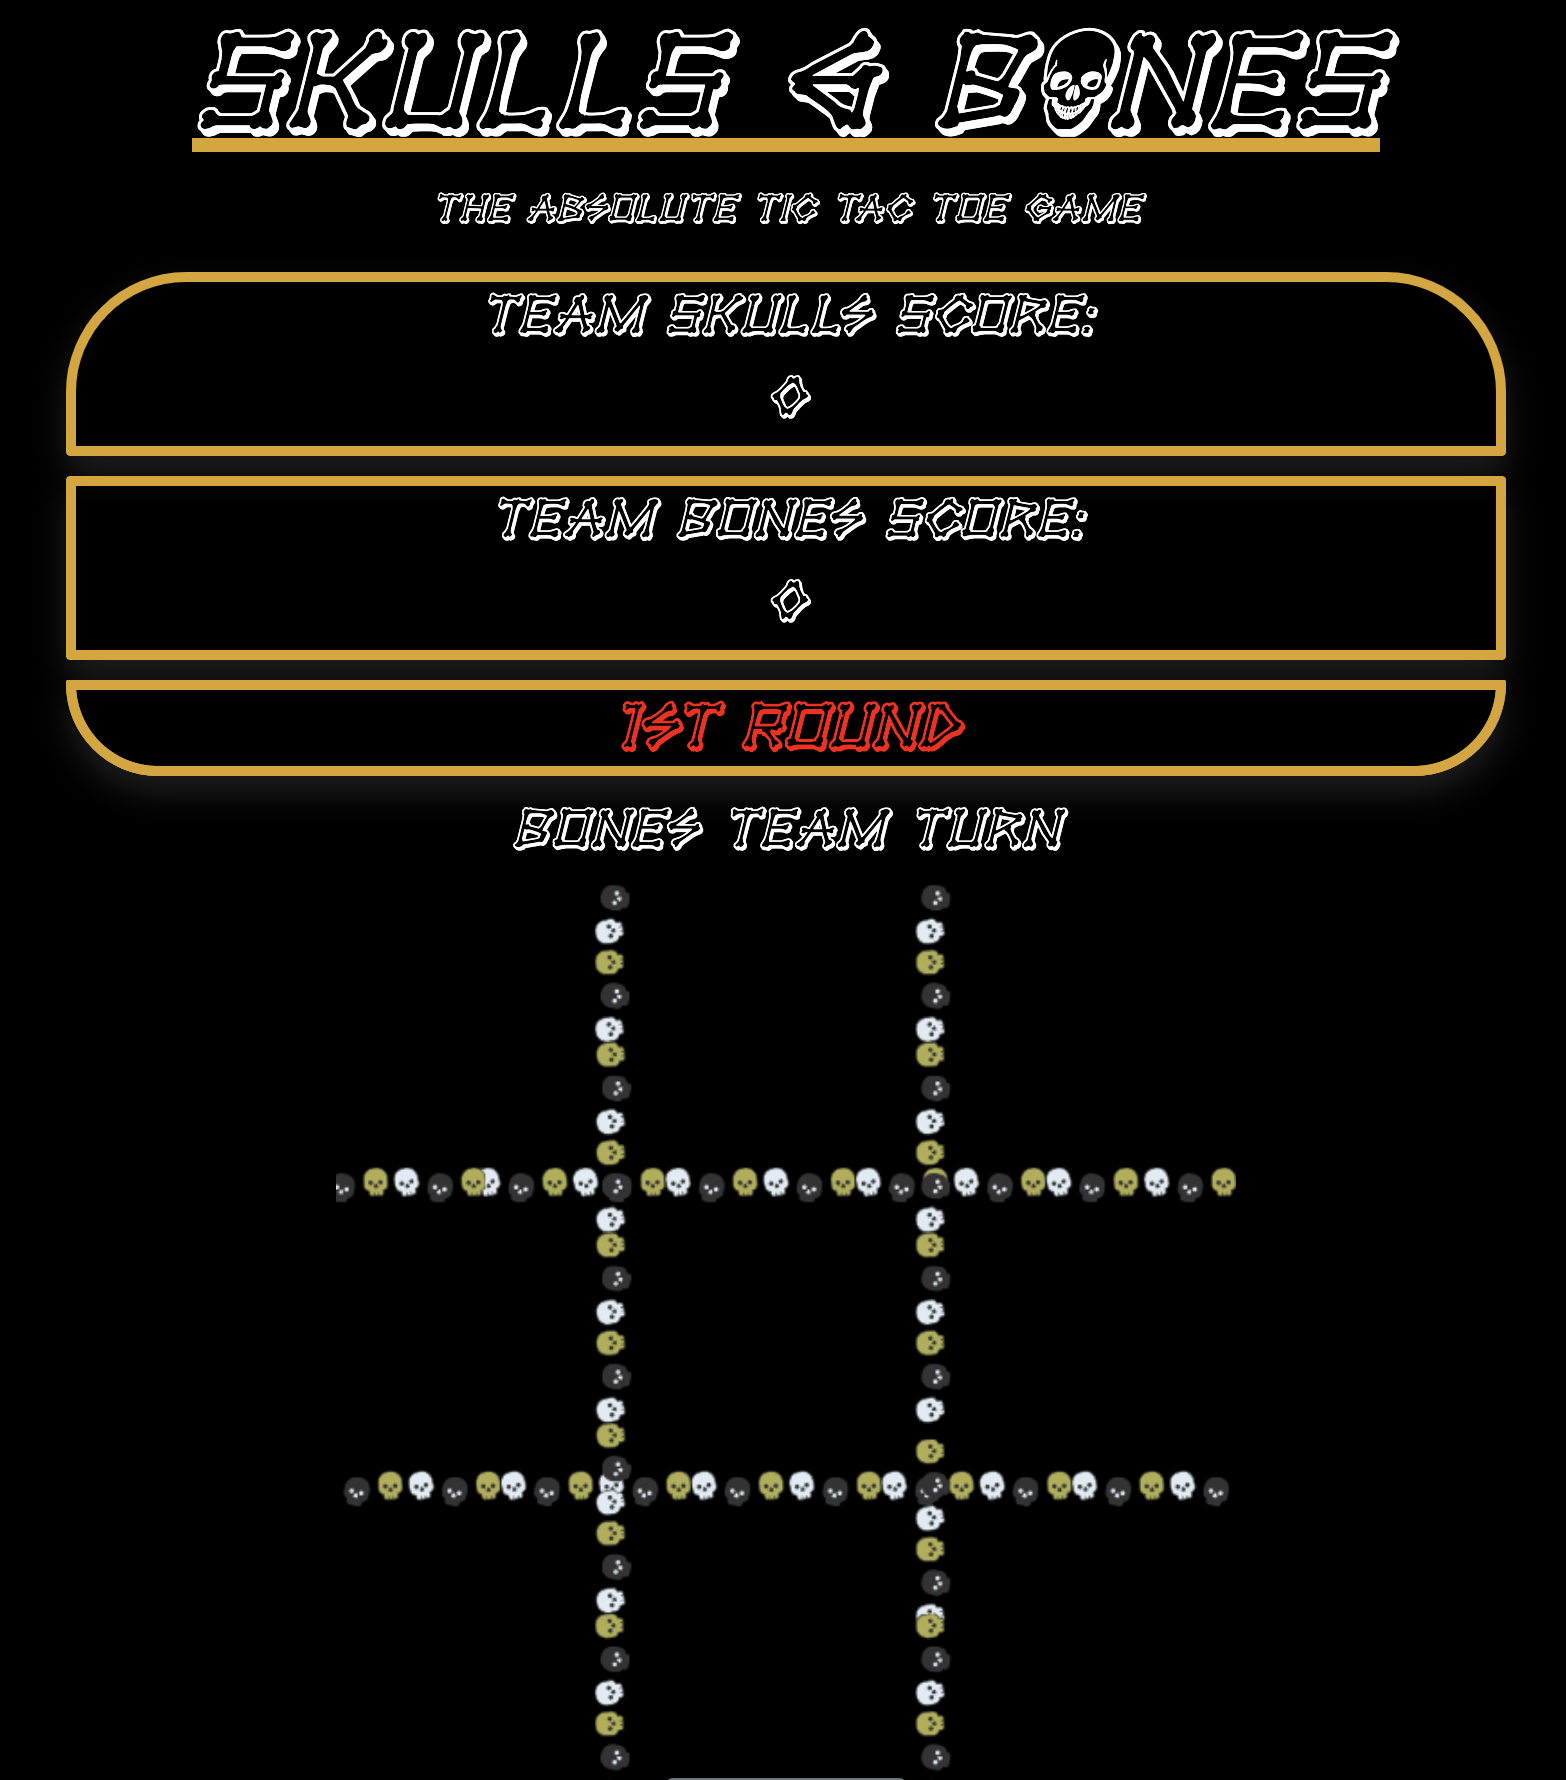 SKULLS & BONES
THE ABSOLUTE TIC TAC TOE GAME
TEAM SKULLS SCORE:
0
TEAM BONES SCORE:
0
1ST ROUND
BONES TEAM TURN